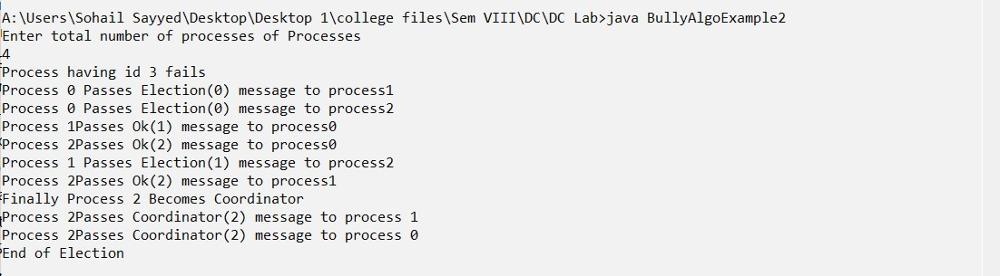 A:\Users\Sohail Sayyed\Desktop\Desktop 1\college files\Sem VIII\DC\DC Lab>java BullyAlgoExample2
Enter total number of processes of Processes
4
Process having id 3 fails
Process 0 Passes Election(0) message to process1
Process 0 Passes Election(0) message to process2
Process 1Passes Ok(1) message to process0
Process 2Passes Ok(2) message to process0
Process 1 Passes Election(1) message to process2
Process 2Passes Ok(2) message to process1
Finally Process 2 Becomes Coordinator
Process 2Passes Coordinator(2) message to process 1
Process 2Passes Coordinator(2) message to process 0
End of Election